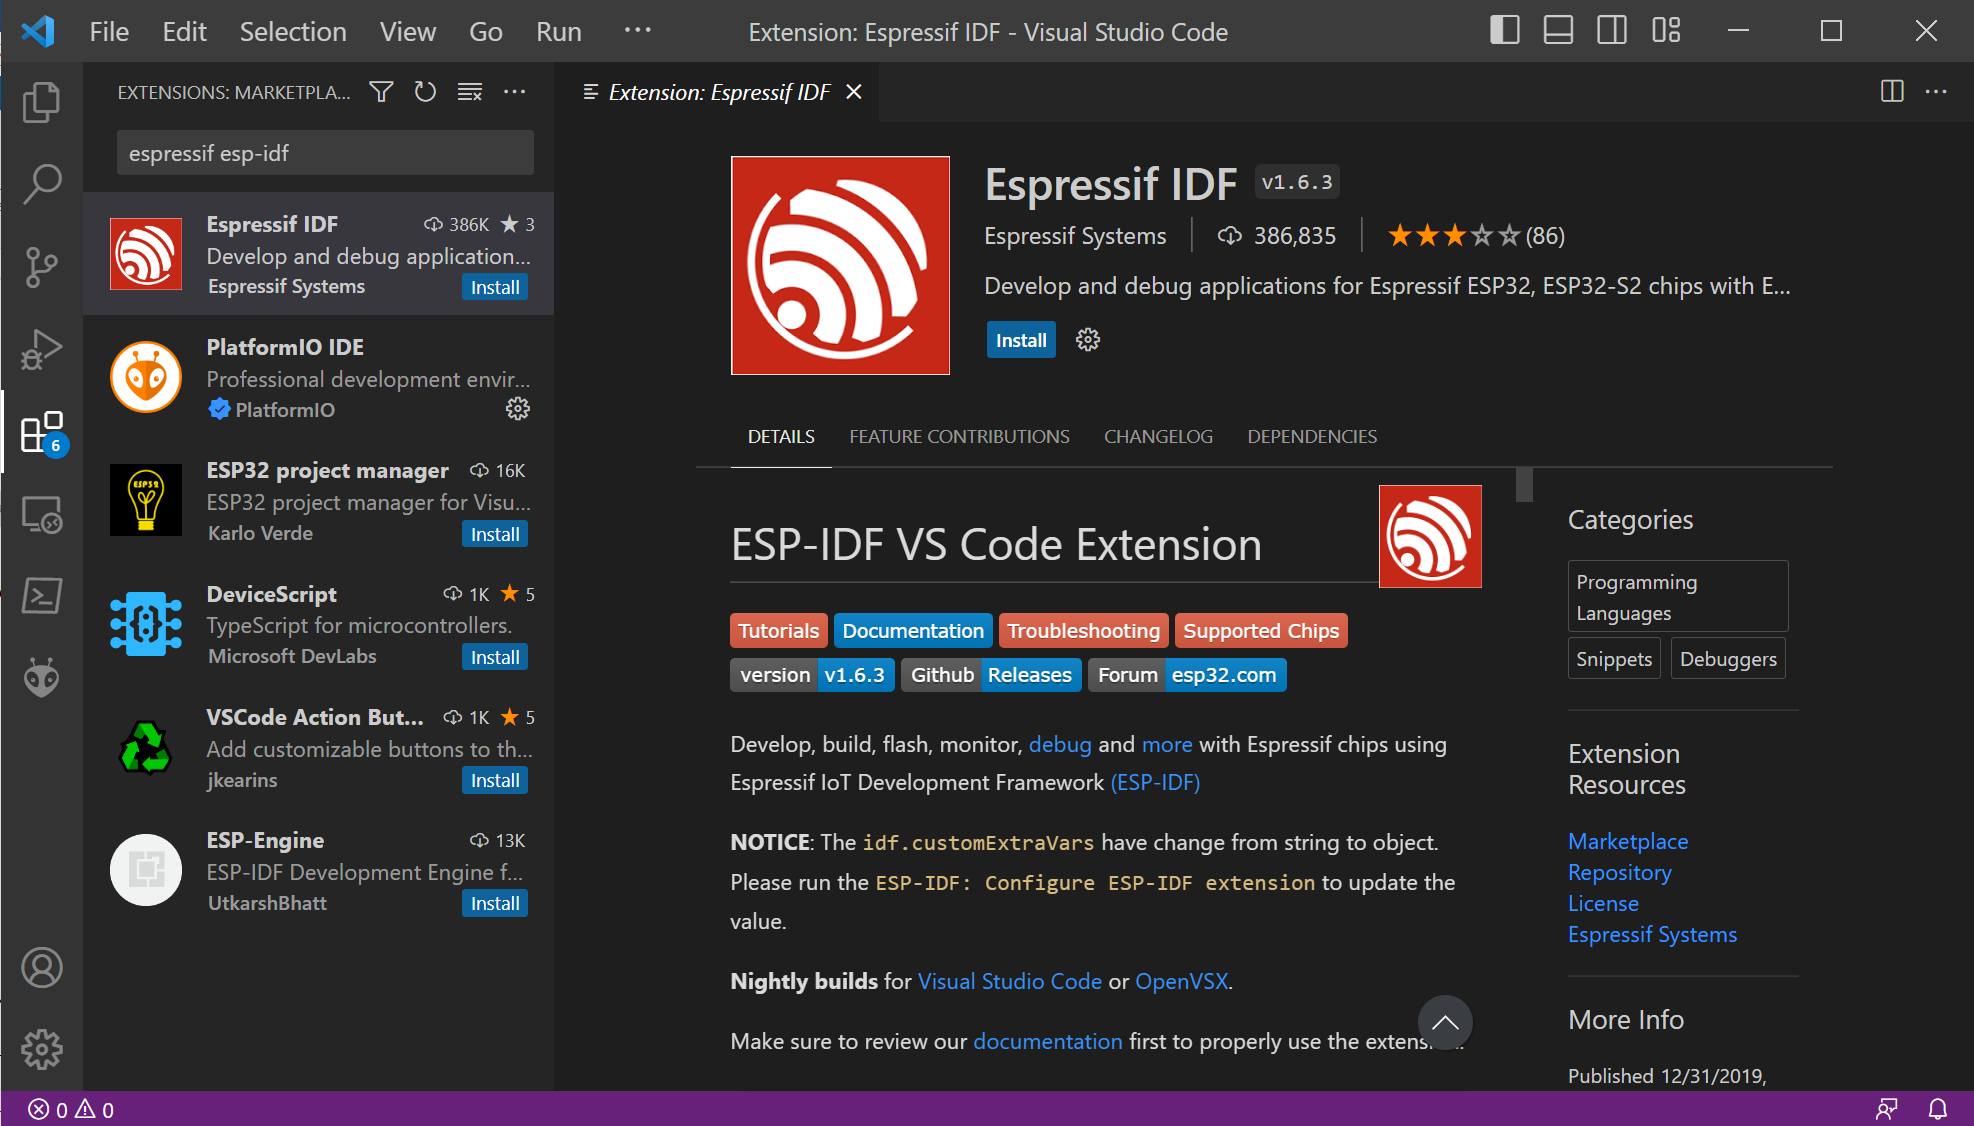 File Edit Selection View Go Run ···
Extension: Espressif IDF - Visual Studio Code
EXTENSIONS: MARKETPLA...
espressif esp-idf
Espressif IDF 386K ★ 3
Develop and debug application...
Espressif Systems Install
PlatformIO IDE
Professional development envir...
PlatformIO
ESP32 project manager 16K
ESP32 project manager for Visu...
Karlo Verde Install
DeviceScript 1K ★ 5
TypeScript for microcontrollers.
Microsoft DevLabs Install
VSCode Action But... 1K ★ 5
Add customizable buttons to th...
jkearins Install
ESP-Engine 13K
ESP-IDF Development Engine f...
UtkarshBhatt Install
6
ESP32
Extension: Espressif IDF
Espressif IDF v1.6.3
Espressif Systems 386,835 ★★★☆☆ (86)
Develop and debug applications for Espressif ESP32, ESP32-S2 chips with E...
Install
DETAILS FEATURE CONTRIBUTIONS CHANGELOG DEPENDENCIES
ESP-IDF VS Code Extension
Tutorials Documentation Troubleshooting Supported Chips
version v1.6.3 Github Releases Forum esp32.com
Develop, build, flash, monitor, debug and more with Espressif chips using
Espressif IoT Development Framework (ESP-IDF)
NOTICE: The idf.customExtraVars have change from string to object.
Please run the ESP-IDF: Configure ESP-IDF extension to update the
value.
Nightly builds for Visual Studio Code or OpenVSX.
Make sure to review our documentation first to properly use the
Categories
Programming
Languages
Snippets Debuggers
Extension
Resources
Marketplace
Repository
License
Espressif Systems
More Info
Published 12/31/2019,
0 0